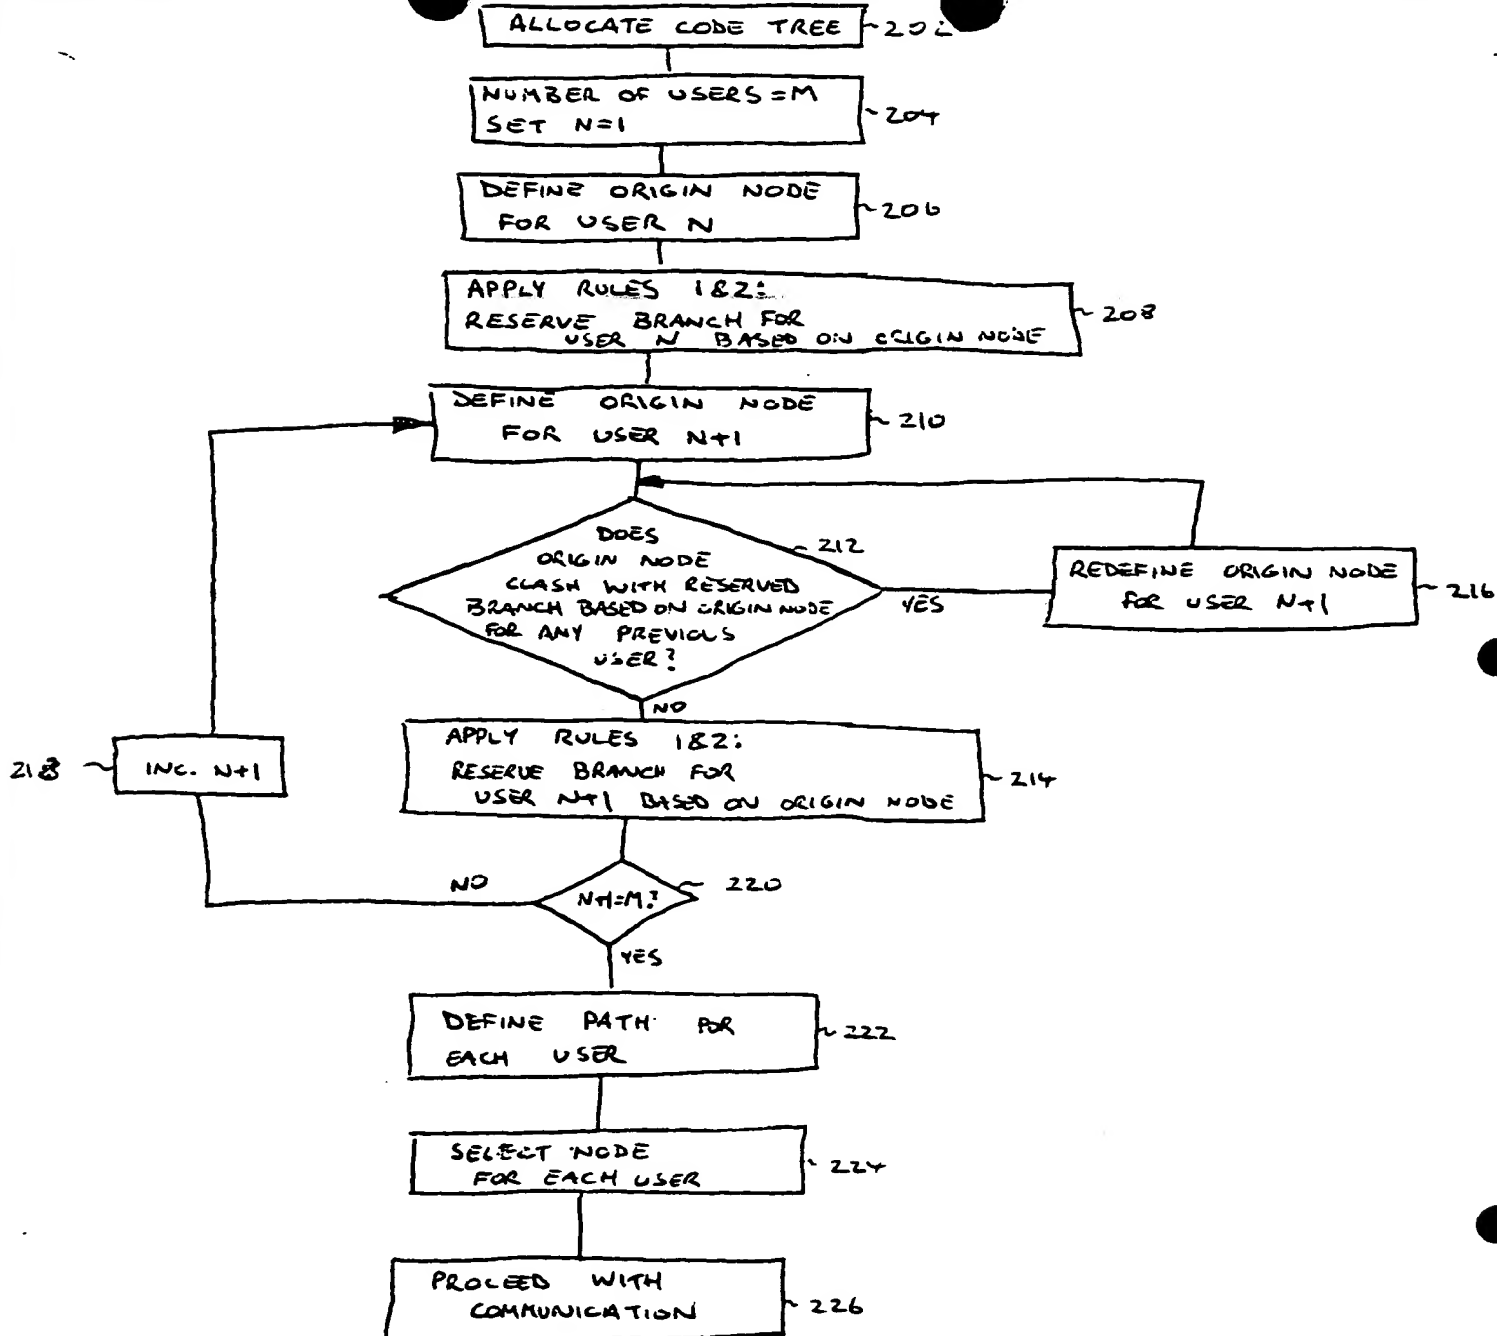 ALLOCATE CODE TREE 202
NUMBER OF USERS=M
SET N=1
204
DEFINE ORIGIN NODE
FOR USER N
206
APPLY RULES 1&2:
RESERVE BRANCH FOR
USER N BASED ON ORIGIN NODE
208
DEFINE ORIGIN NODE
FOR USER N+1
210
DOES
ORIGIN NODE
CLASH WITH RESERVED
BRANCH BASED ON ORIGIN NODE
FOR ANY PREVIOUS
USER?
212
YES
REDEFINE ORIGIN NODE
FOR USER N+1
216
NO
APPLY RULES 1&2:
RESERVE BRANCH FOR
USER N+1 BASED ON ORIGIN NODE
214
218
INC. N+1
NO
N+1=M?
220
YES
DEFINE PATH FOR
EACH USER
222
SELECT NODE
FOR EACH USER
224
PROCEED WITH
COMMUNICATION
226